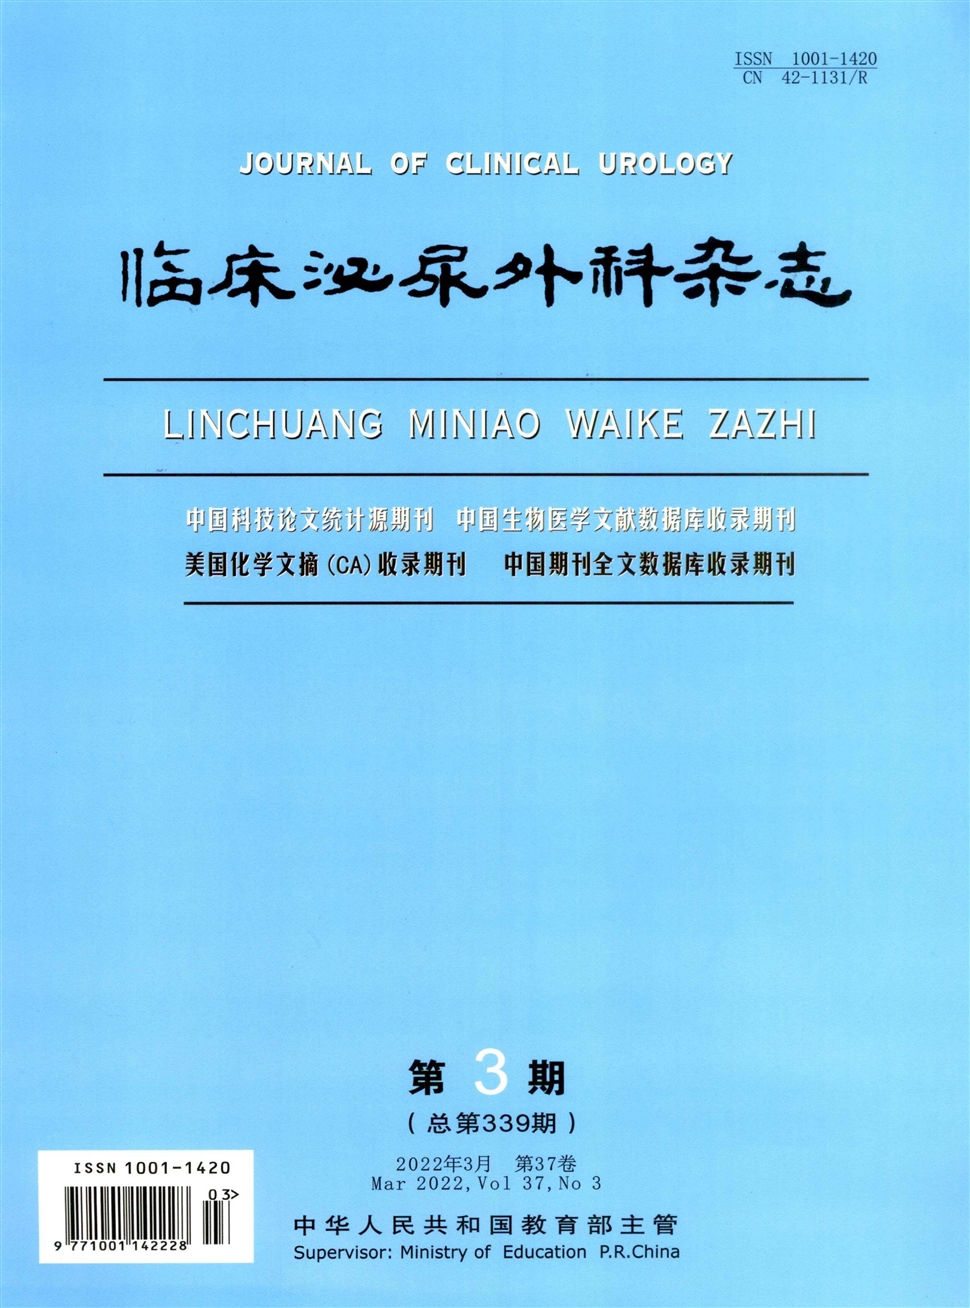 ISSN 1001-1420
CN 42-1131/R
JOURNAL OF CLINICAL UROLOGY
临床泌尿外科杂志
LINCHUANG MINIAO WAIKE ZAZHI
中国科技论文统计源期刊 中国生物医学文献数据库收录期刊
美国化学文摘(CA)收录期刊 中国期刊全文数据库收录期刊
第 3 期
(总第339期)
2022年3月 第37卷
Mar 2022,Vol 37,No 3
中华人民共和国教育部主管
Supervisor: Ministry of Education P.R.China
ISSN 1001-1420
03>
9 771001 142228